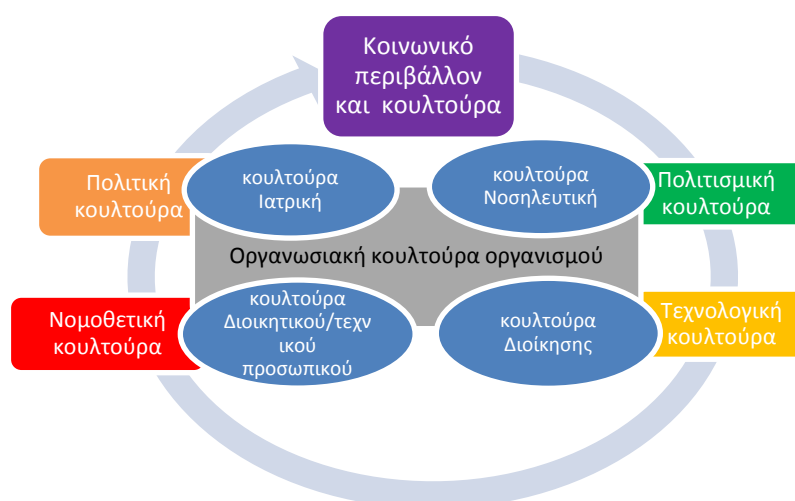 Κοινωνικό
περιβάλλον
και κουλτούρα
Πολιτική
κουλτούρα
κουλτούρα
Ιατρική
κουλτούρα
Νοσηλευτική
Πολιτισμική
κουλτούρα
Οργανωσιακή κουλτούρα οργανισμού
Νομοθετική
κουλτούρα
κουλτούρα
Διοικητικού/τεχν
ικού
προσωπικού
κουλτούρα
Διοίκησης
Τεχνολογική
κουλτούρα